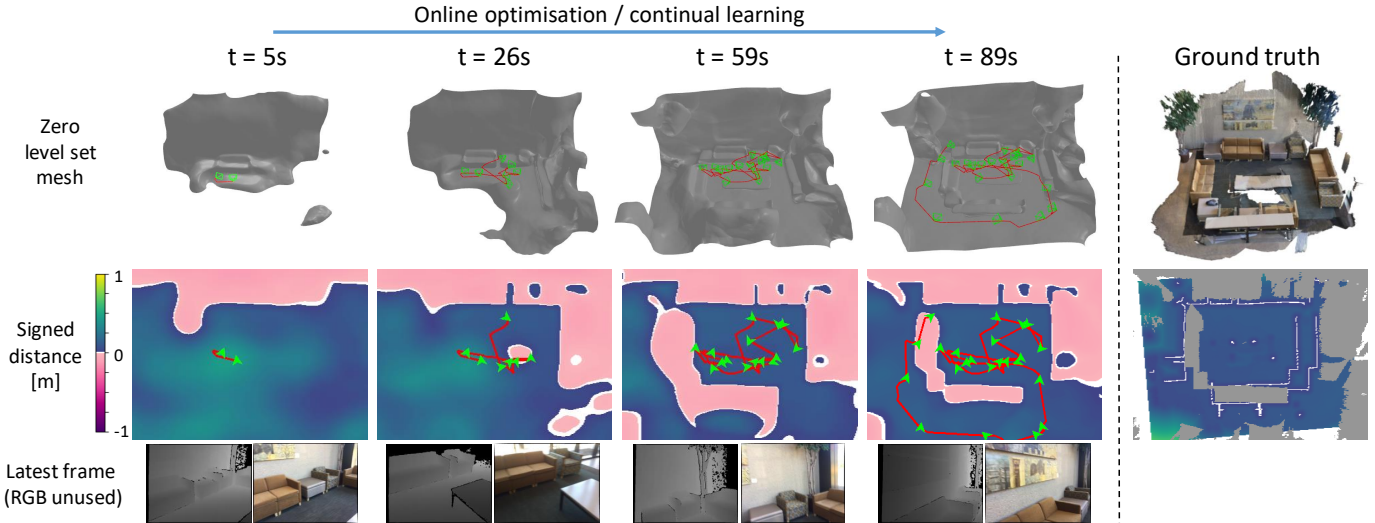 Online optimisation / continual learning
t = 5s
t = 26s
t = 59s
t = 89s
Ground truth
Zero
level set
mesh
Signed
distance
[m]
1
0
-1
Latest frame
(RGB unused)